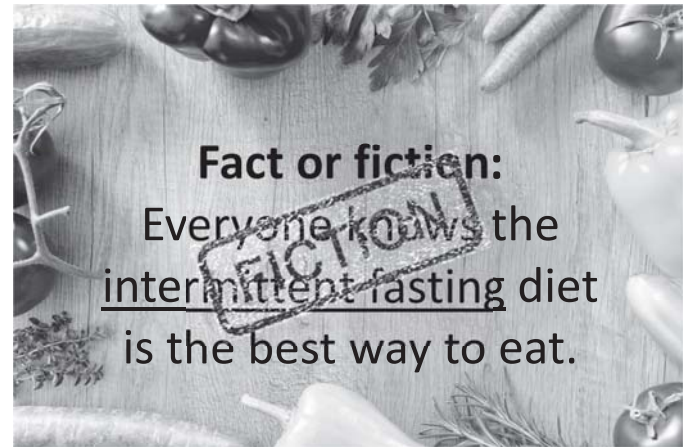 Fact or fiction:
Everyone knows the
FICTION
intermittent fasting diet
is the best way to eat.